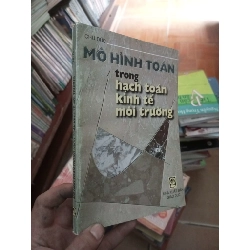 MÔ HÌNH TOÁN
trong
hạch toán
kinh tế
môi trường